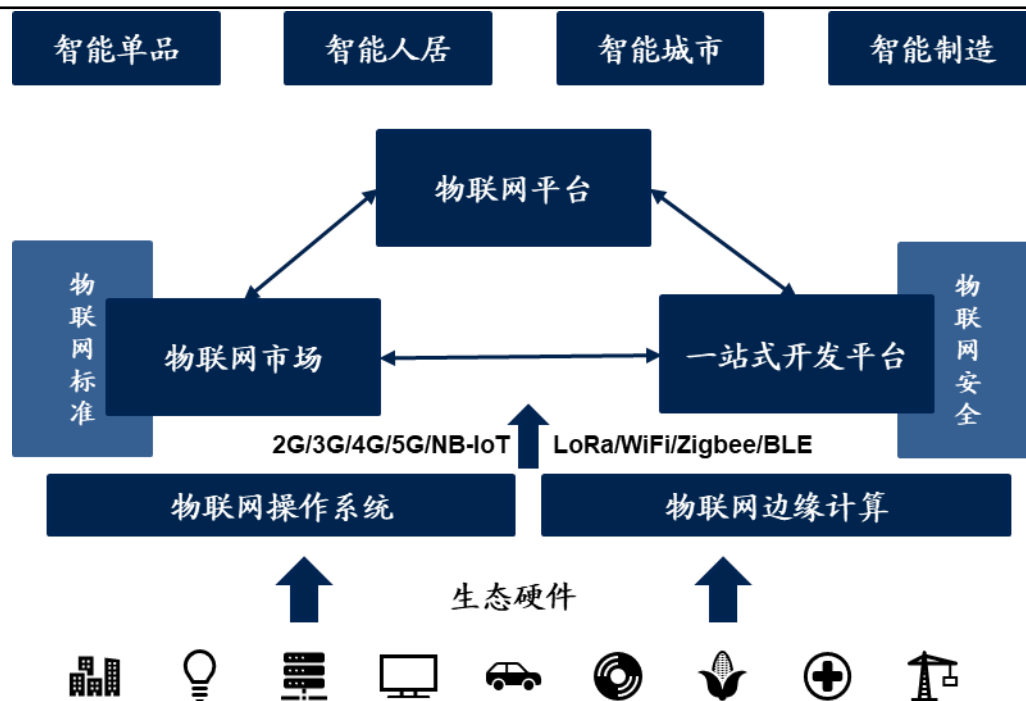 智能单品
智能人居
智能城市
智能制造
物联网平台
物联网标准
物联网市场
一站式开发平台
物联网安全
2G/3G/4G/5G/NB-IoT
LoRa/WiFi/Zigbee/BLE
物联网操作系统
物联网边缘计算
生态硬件